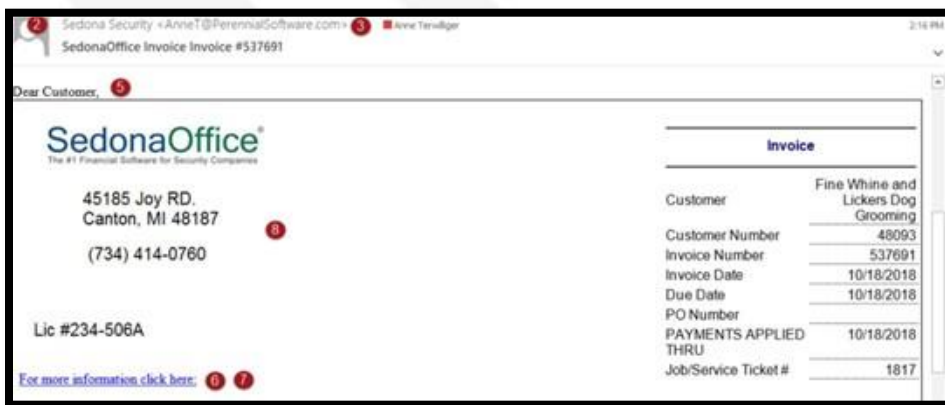 2 Sedona Security <AnneT@PerennialSoftware.com> 3 Anne Terwilliger 2:16 PM
SedonaOffice Invoice Invoice #537691
Dear Customer, 5
SedonaOffice®
The #1 Financial Software for Security Companies
45185 Joy RD.
Canton, MI 48187
8
(734) 414-0760
Lic #234-506A
For more information click here: 6 7
Invoice
Customer Fine Whine and
Lickers Dog
Grooming
Customer Number 48093
Invoice Number 537691
Invoice Date 10/18/2018
Due Date 10/18/2018
PO Number
PAYMENTS APPLIED 10/18/2018
THRU
Job/Service Ticket # 1817